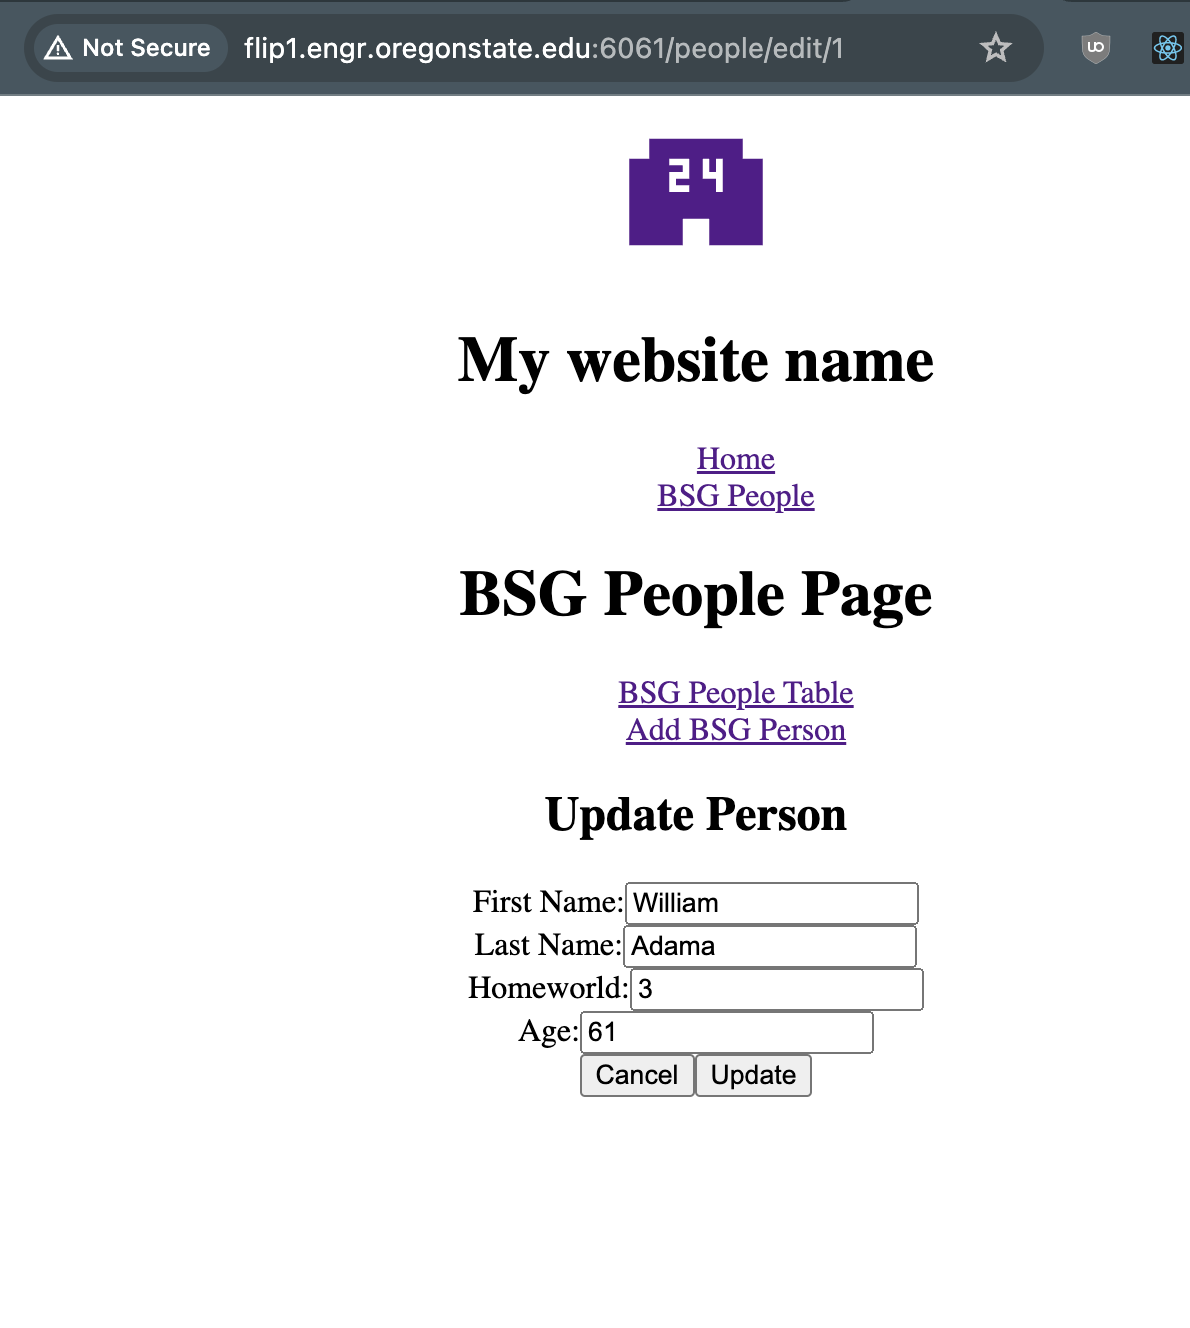 Not Secure flip1.engr.oregonstate.edu:6061/people/edit/1
24
My website name
Home
BSG People
BSG People Page
BSG People Table
Add BSG Person
Update Person
First Name: William
Last Name: Adama
Homeworld: 3
Age: 61
Cancel Update